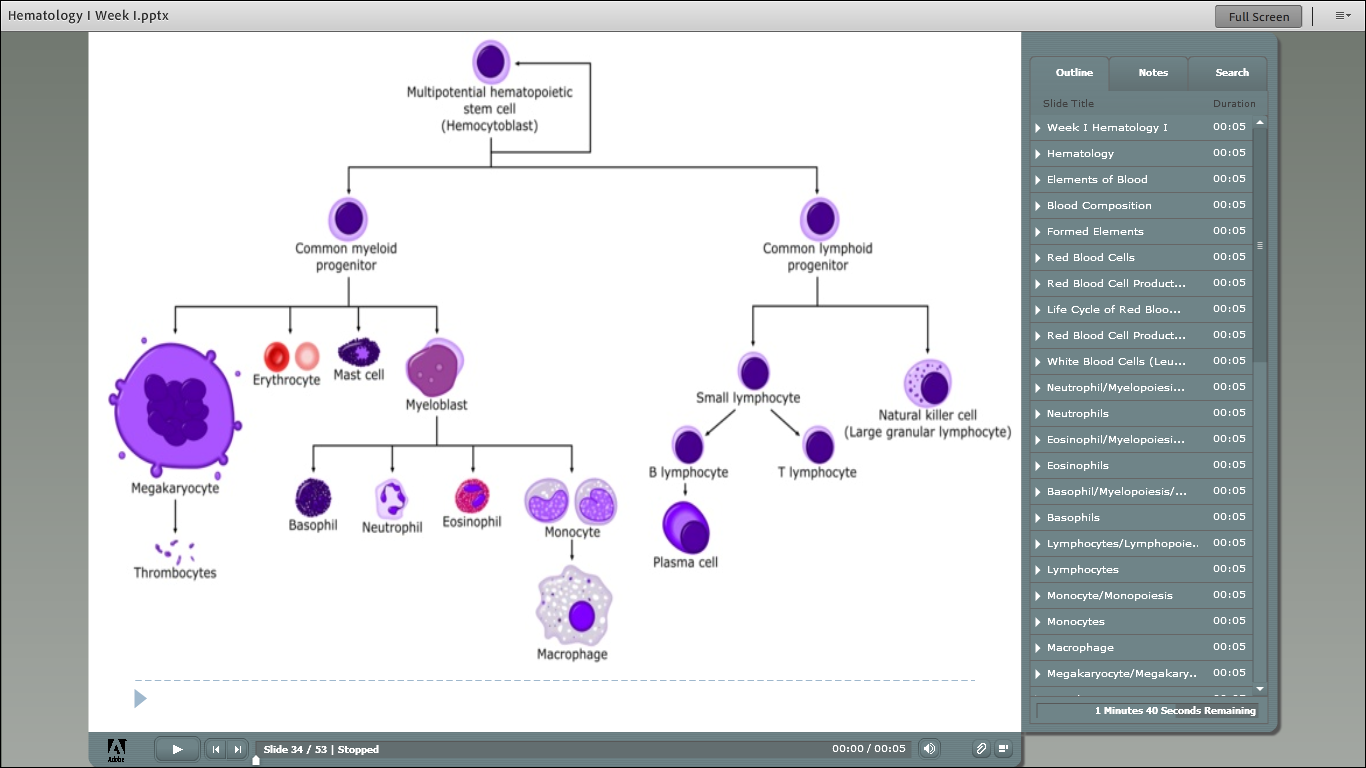 Hematology I Week I.pptx
Full Screen
Multipotential hematopoietic
stem cell
(Hemocytoblast)
Common myeloid
progenitor
Common lymphoid
progenitor
Erythrocyte
Mast cell
Myeloblast
Small lymphocyte
Natural killer cell
(Large granular lymphocyte)
B lymphocyte
T lymphocyte
Megakaryocyte
Basophil
Neutrophil
Eosinophil
Monocyte
Plasma cell
Thrombocytes
Macrophage
Outline
Notes
Search
Slide Title Duration
Week I Hematology I 00:05
Hematology 00:05
Elements of Blood 00:05
Blood Composition 00:05
Formed Elements 00:05
Red Blood Cells 00:05
Red Blood Cell Product... 00:05
Life Cycle of Red Bloo... 00:05
Red Blood Cell Product... 00:05
White Blood Cells (Leu... 00:05
Neutrophil/Myelopoiesi... 00:05
Neutrophils 00:05
Eosinophil/Myelopoiesi... 00:05
Eosinophils 00:05
Basophil/Myelopoiesis/... 00:05
Basophils 00:05
Lymphocytes/Lymphopoie.. 00:05
Lymphocytes 00:05
Monocyte/Monopoiesis 00:05
Monocytes 00:05
Macrophage 00:05
Megakaryocyte/Megakary.. 00:05
1 Minutes 40 Seconds Remaining
Adobe
Slide 34 / 53 | Stopped
00:00 / 00:05